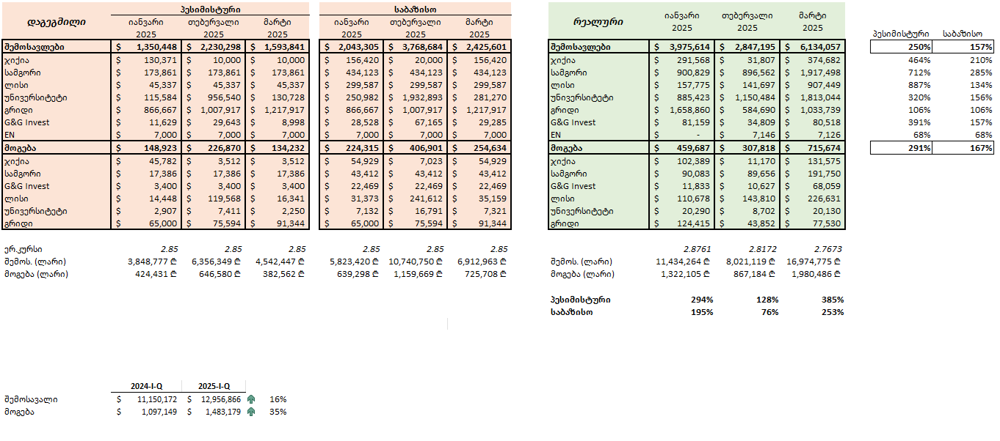 პესიმისტური საბაზისო
დაგეგმილი იანვარი 2025 თებერვალი 2025 მარტი 2025 იანვარი 2025 თებერვალი 2025 მარტი 2025 რეალური იანვარი 2025 თებერვალი 2025 მარტი 2025 პესიმისტური საბაზისო
შემოსავლები $ 1,350,448 $ 2,230,298 $ 1,593,841 $ 2,043,305 $ 3,768,684 $ 2,425,601 შემოსავლები $ 3,975,614 $ 2,847,195 $ 6,134,057 250% 157%
ჯიქია $ 130,371 $ 10,000 $ 10,000 $ 156,420 $ 20,000 $ 156,420 ჯიქია $ 291,568 $ 31,807 $ 374,682 464% 210%
სამგორი $ 173,861 $ 173,861 $ 173,861 $ 434,123 $ 434,123 $ 434,123 სამგორი $ 900,829 $ 896,562 $ 1,917,498 712% 285%
ლისი $ 45,337 $ 45,337 $ 45,337 $ 299,587 $ 299,587 $ 299,587 ლისი $ 157,775 $ 141,697 $ 907,449 887% 134%
უნივერსიტეტი $ 115,584 $ 956,540 $ 130,728 $ 250,982 $ 1,932,893 $ 281,270 უნივერსიტეტი $ 885,423 $ 1,150,484 $ 1,813,044 320% 156%
გრიდი $ 866,667 $ 1,007,917 $ 1,217,917 $ 866,667 $ 1,007,917 $ 1,217,917 გრიდი $ 1,658,860 $ 584,690 $ 1,033,739 106% 106%
G&G Invest $ 11,629 $ 29,643 $ 8,998 $ 28,528 $ 67,165 $ 29,285 G&G Invest $ 81,159 $ 34,809 $ 80,518 391% 157%
EN $ 7,000 $ 7,000 $ 7,000 $ 7,000 $ 7,000 $ 7,000 EN $ - $ 7,146 $ 7,126 68% 68%
მოგება $ 148,923 $ 226,870 $ 134,232 $ 224,315 $ 406,901 $ 254,634 მოგება $ 459,687 $ 307,818 $ 715,674 291% 167%
ჯიქია $ 45,782 $ 3,512 $ 3,512 $ 54,929 $ 7,023 $ 54,929 ჯიქია $ 102,389 $ 11,170 $ 131,575
სამგორი $ 17,386 $ 17,386 $ 17,386 $ 43,412 $ 43,412 $ 43,412 სამგორი $ 90,083 $ 89,656 $ 191,750
G&G Invest $ 3,400 $ 3,400 $ 3,400 $ 22,469 $ 22,469 $ 22,469 G&G Invest $ 11,833 $ 10,627 $ 68,059
ლისი $ 14,448 $ 119,568 $ 16,341 $ 31,373 $ 241,612 $ 35,159 ლისი $ 110,678 $ 143,810 $ 226,631
უნივერსიტეტი $ 2,907 $ 7,411 $ 2,250 $ 7,132 $ 16,791 $ 7,321 უნივერსიტეტი $ 20,290 $ 8,702 $ 20,130
გრიდი $ 65,000 $ 75,594 $ 91,344 $ 65,000 $ 75,594 $ 91,344 გრიდი $ 124,415 $ 43,852 $ 77,530
ერ.კურსი 2.85 2.85 2.85 2.85 2.85 2.85 2.8761 2.8172 2.7673
შემოს. (ლარი) 3,848,777 ₾ 6,356,349 ₾ 4,542,447 ₾ 5,823,420 ₾ 10,740,750 ₾ 6,912,963 ₾ შემოს. (ლარი) 11,434,264 ₾ 8,021,119 ₾ 16,974,775 ₾
მოგება (ლარი) 424,431 ₾ 646,580 ₾ 382,562 ₾ 639,298 ₾ 1,159,669 ₾ 725,708 ₾ მოგება (ლარი) 1,322,105 ₾ 867,184 ₾ 1,980,486 ₾
პესიმისტური 294% 128% 385%
საბაზისო 195% 76% 253%
2024-I-Q 2025-I-Q
შემოსავალი $ 11,150,172 $ 12,956,866 16%
მოგება $ 1,097,149 $ 1,483,179 35%